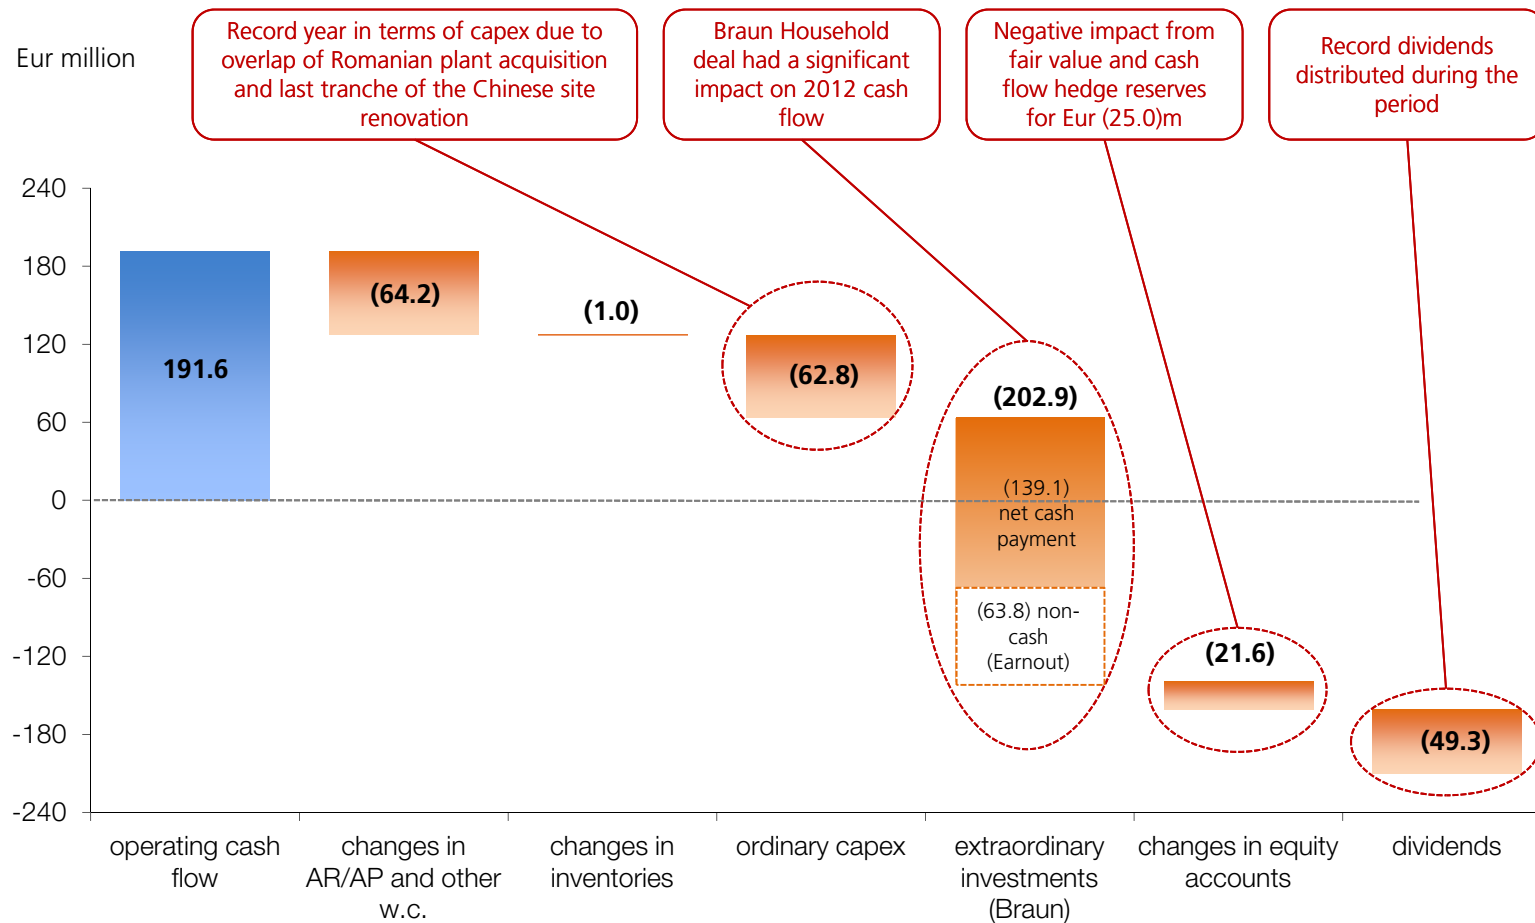 Eur million
Record year in terms of capex due to
overlap of Romanian plant acquisition
and last tranche of the Chinese site
renovation
Braun Household
deal had a significant
impact on 2012 cash
flow
Negative impact from
fair value and cash
flow hedge reserves
for Eur (25.0)m
Record dividends
distributed during the
period
240
180
120
60
0
-60
-120
-180
-240
191.6
(64.2)
(1.0)
(62.8)
(202.9)
(139.1)
net cash
payment
(63.8) non-
cash
(Earnout)
(21.6)
(49.3)
operating cash
flow
changes in
AR/AP and other
w.c.
changes in
inventories
ordinary capex
extraordinary
investments
(Braun)
changes in equity
accounts
dividends